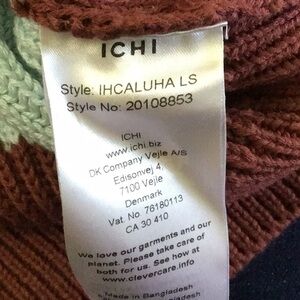 ICHI
Style: IHCALUHA LS
Style No: 20108853
ICHI
www.ichi.biz
DK Company Vejle A/S
Edisonvej 4,
7100 Vejle
Denmark
Vat. No 76180113
CA 30 410
We love our garments and our
planet. Please take care of
both for us. See how at
www.clevercare.info
Made in Bangladesh
Bangladesh